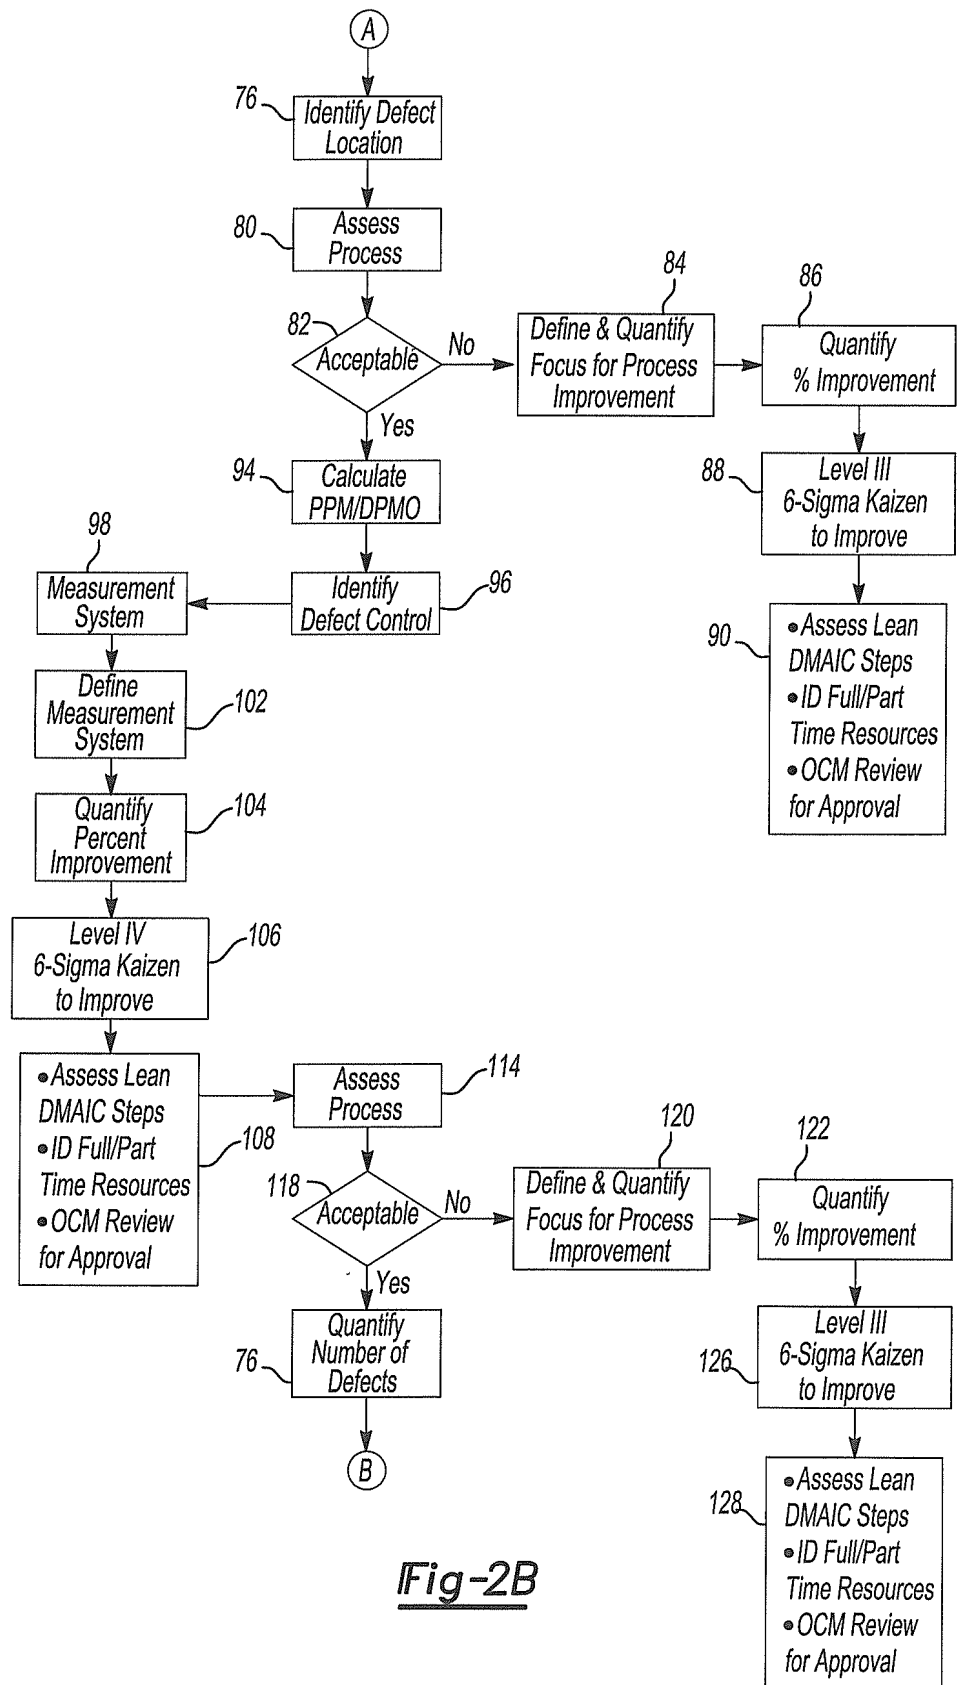 A
76
Identify Defect
Location
80
Assess
Process
82
Acceptable
No
Yes
84
Define & Quantify
Focus for Process
Improvement
86
Quantify
% Improvement
88
Level III
6-Sigma Kaizen
to Improve
90
•Assess Lean
DMAIC Steps
•ID Full/Part
Time Resources
•OCM Review
for Approval
94
Calculate
PPM/DPMO
96
Identify
Defect Control
98
Measurement
System
102
Define
Measurement
System
104
Quantify
Percent
Improvement
106
Level IV
6-Sigma Kaizen
to Improve
108
•Assess Lean
DMAIC Steps
•ID Full/Part
Time Resources
•OCM Review
for Approval
114
Assess
Process
118
Acceptable
No
Yes
120
Define & Quantify
Focus for Process
Improvement
122
Quantify
% Improvement
126
Level III
6-Sigma Kaizen
to Improve
128
•Assess Lean
DMAIC Steps
•ID Full/Part
Time Resources
•OCM Review
for Approval
76
Quantify
Number of
Defects
B
Fig-2B